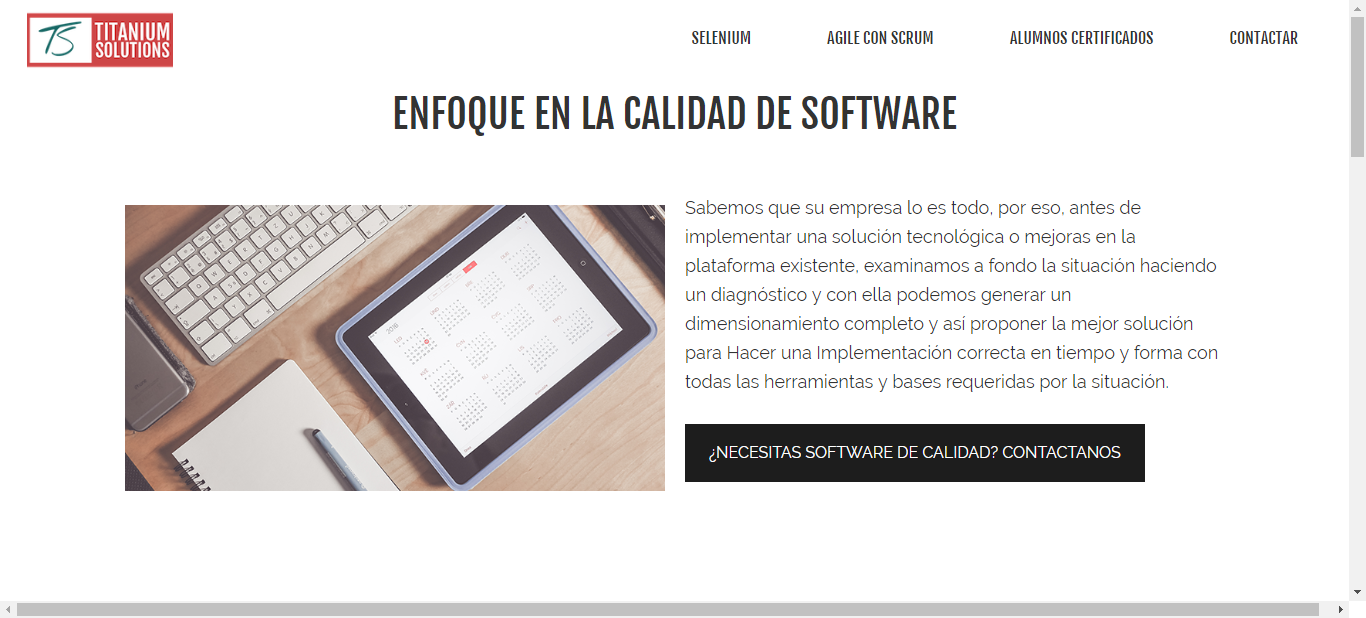 TS TITANIUM
SOLUTIONS
SELENIUM AGILE CON SCRUM ALUMNOS CERTIFICADOS CONTACTAR
ENFOQUE EN LA CALIDAD DE SOFTWARE
Sabemos que su empresa lo es todo, por eso, antes de
implementar una solución tecnológica o mejoras en la
plataforma existente, examinamos a fondo la situación haciendo
un diagnóstico y con ella podemos generar un
dimensionamiento completo y así proponer la mejor solución
para Hacer una Implementación correcta en tiempo y forma con
todas las herramientas y bases requeridas por la situación.
¿NECESITAS SOFTWARE DE CALIDAD? CONTACTANOS